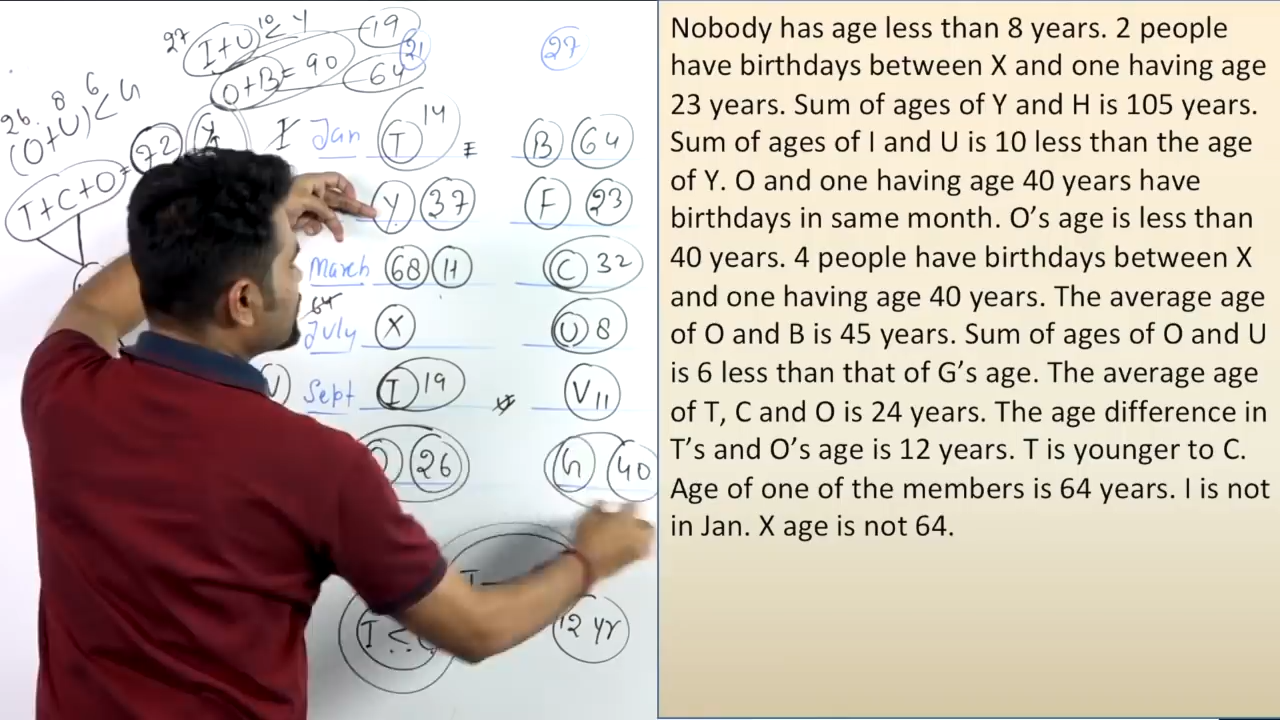 27 I+U 10 < Y 19
21 27
O+B = 90 64
26 8 6
(O+U) < G
T+C+O = 72
Jan T 14 B 64
Y 37 F 23
March 68 H C 32
64
July X U 8
Sept I 19 V 11
26 G 40
12 yr
Nobody has age less than 8 years. 2 people
have birthdays between X and one having age
23 years. Sum of ages of Y and H is 105 years.
Sum of ages of I and U is 10 less than the age
of Y. O and one having age 40 years have
birthdays in same month. O’s age is less than
40 years. 4 people have birthdays between X
and one having age 40 years. The average age
of O and B is 45 years. Sum of ages of O and U
is 6 less than that of G’s age. The average age
of T, C and O is 24 years. The age difference in
T’s and O’s age is 12 years. T is younger to C.
Age of one of the members is 64 years. I is not
in Jan. X age is not 64.